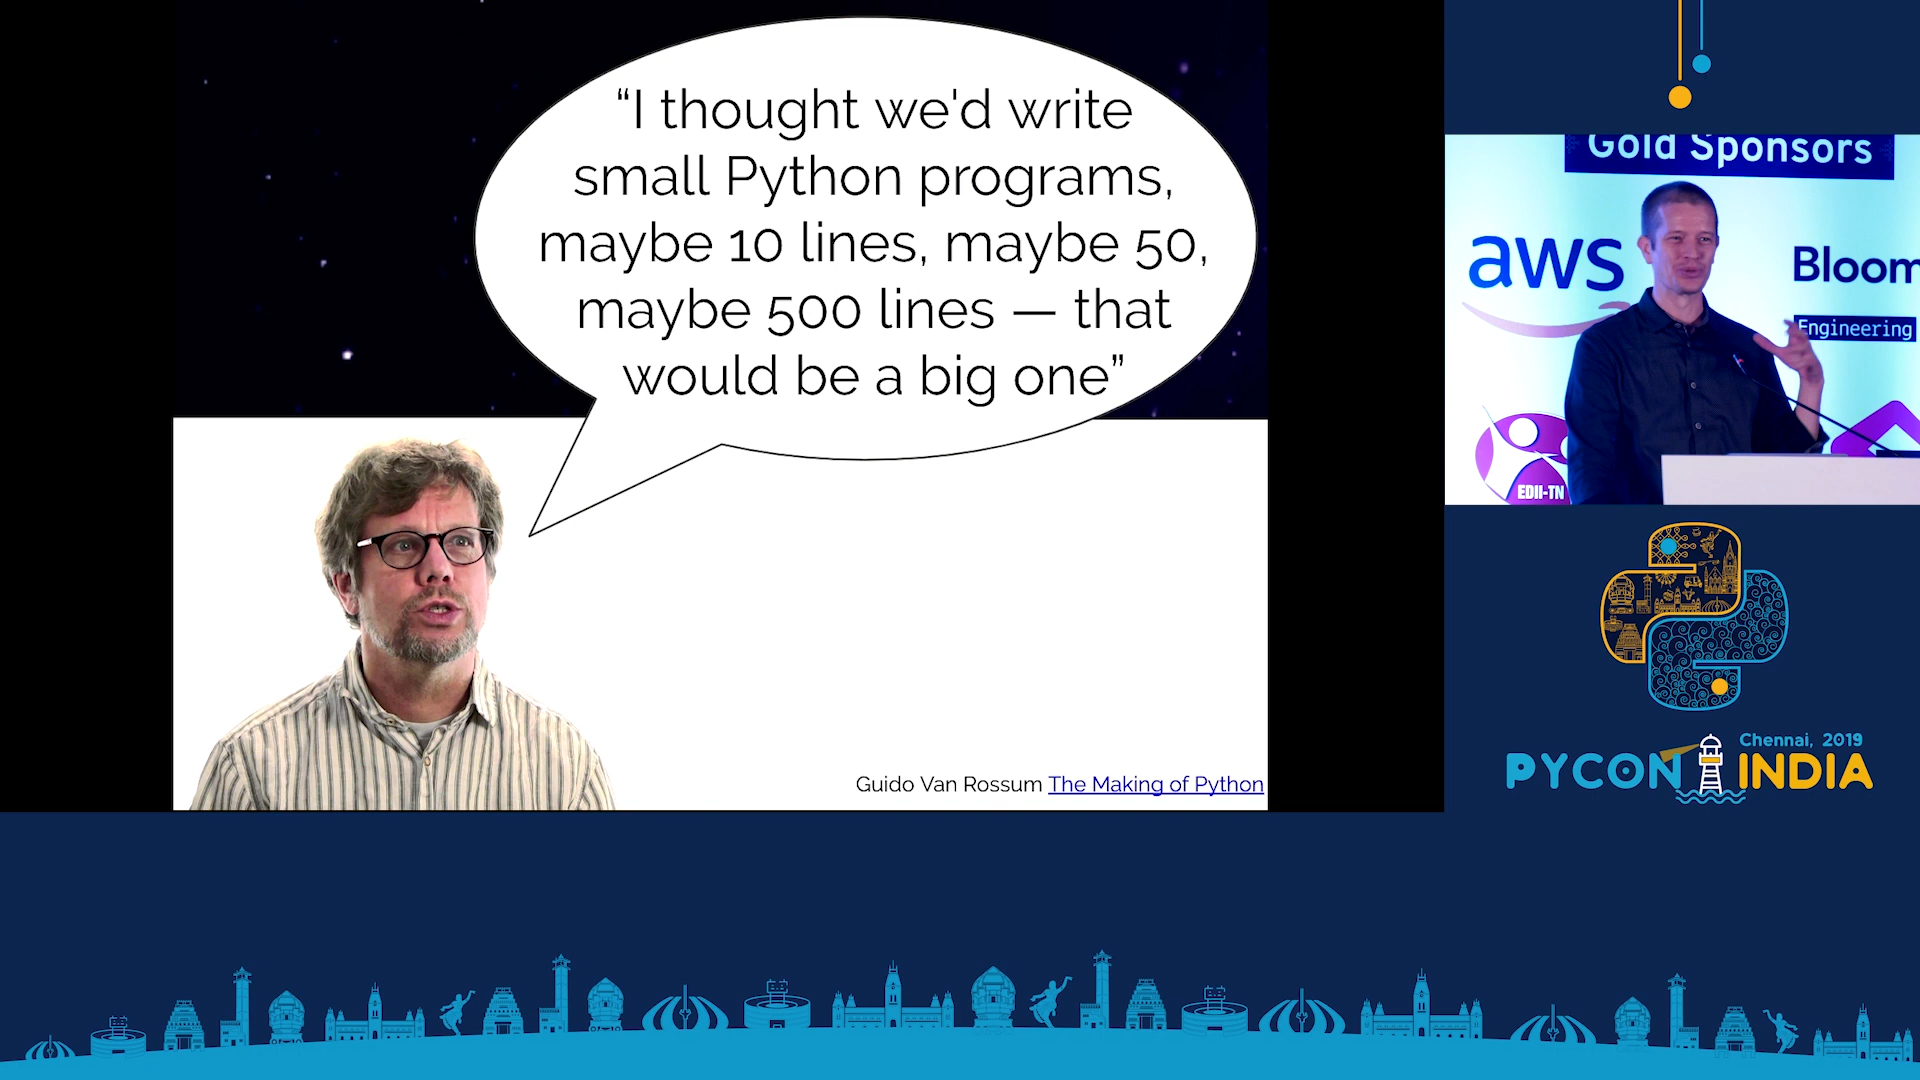 “I thought we'd write
small Python programs,
maybe 10 lines, maybe 50,
maybe 500 lines — that
would be a big one”
Guido Van Rossum The Making of Python
Gold Sponsors
aws
Bloom
Engineering
EDII-TN
Chennai, 2019
PYCON INDIA